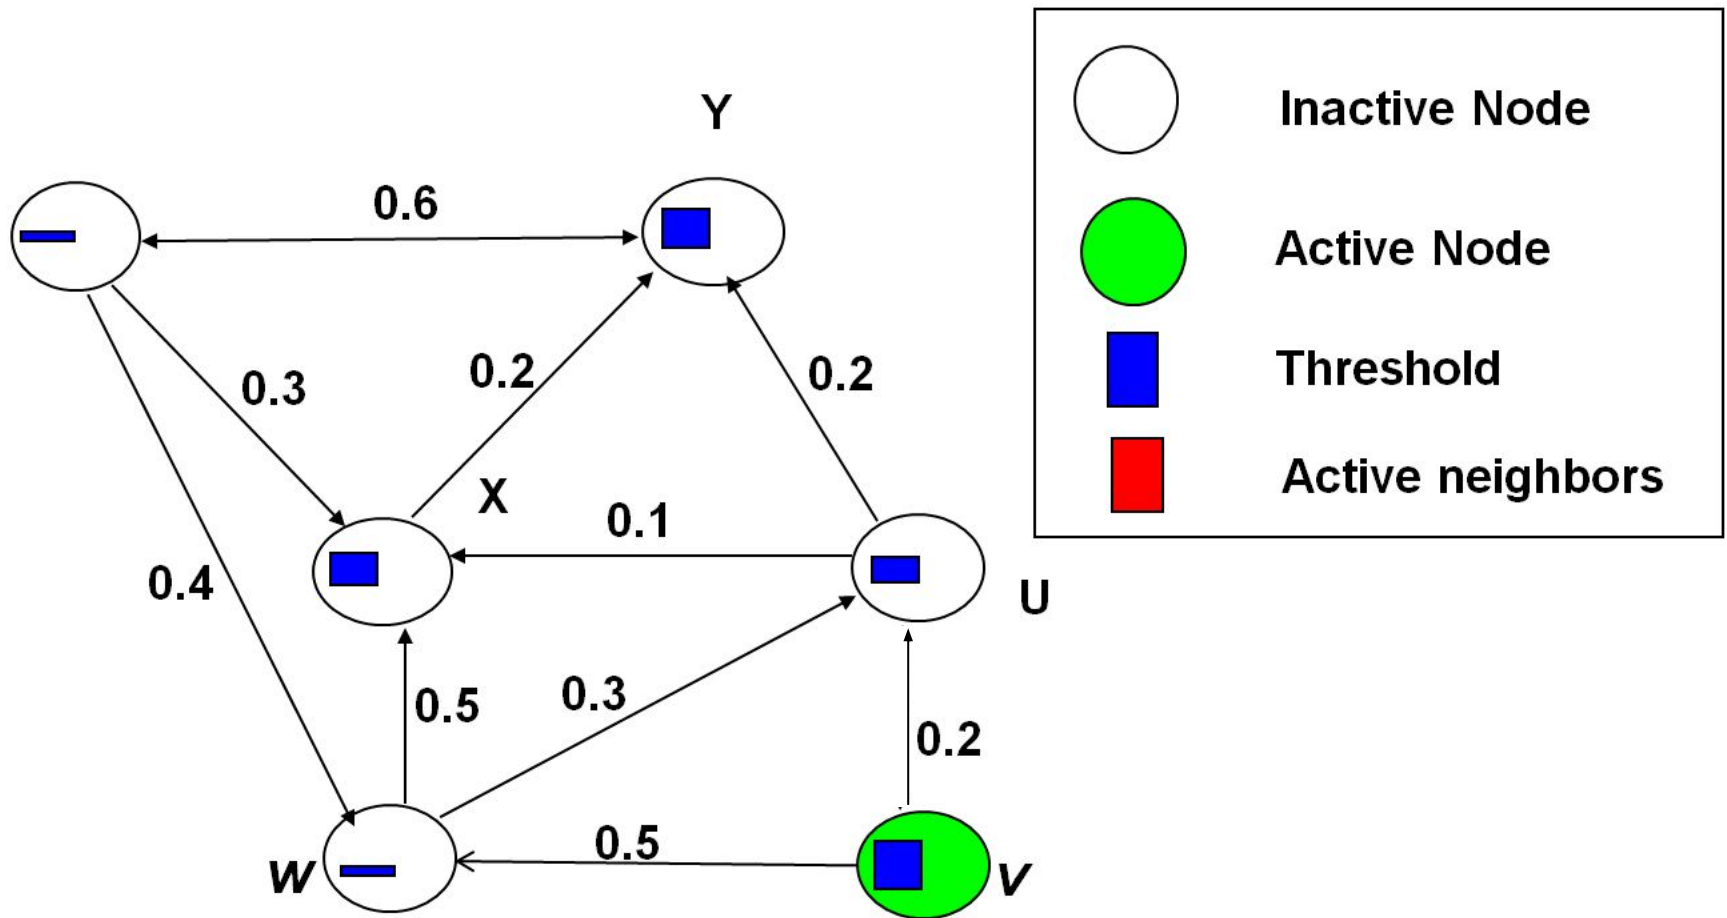 Y
0.6
0.3
0.2
0.2
X
0.1
0.4
U
0.5
0.3
0.2
0.5
W
V
Inactive Node
Active Node
Threshold
Active neighbors